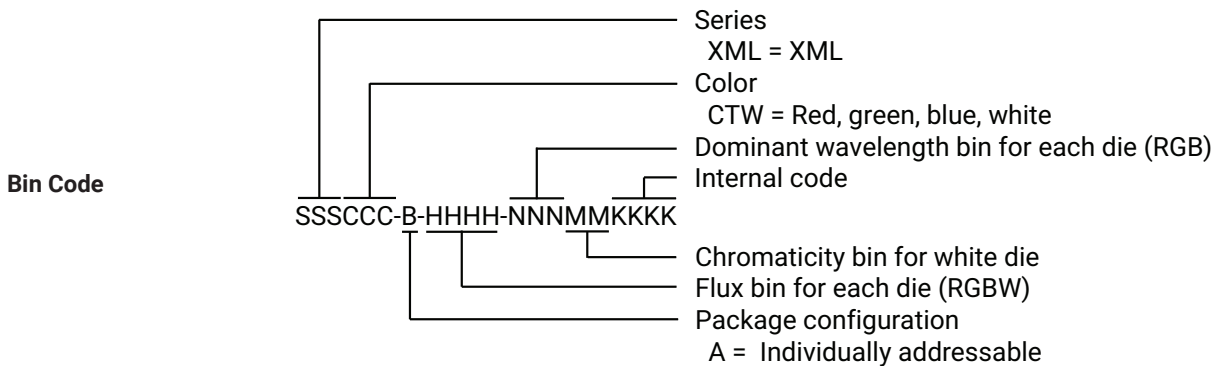 Series
XML = XML
Color
CTW = Red, green, blue, white
Dominant wavelength bin for each die (RGB)
Internal code
Bin Code
SSSCCC-B-HHHH-NNNMMKKKK
Chromaticity bin for white die
Flux bin for each die (RGBW)
Package configuration
A = Individually addressable